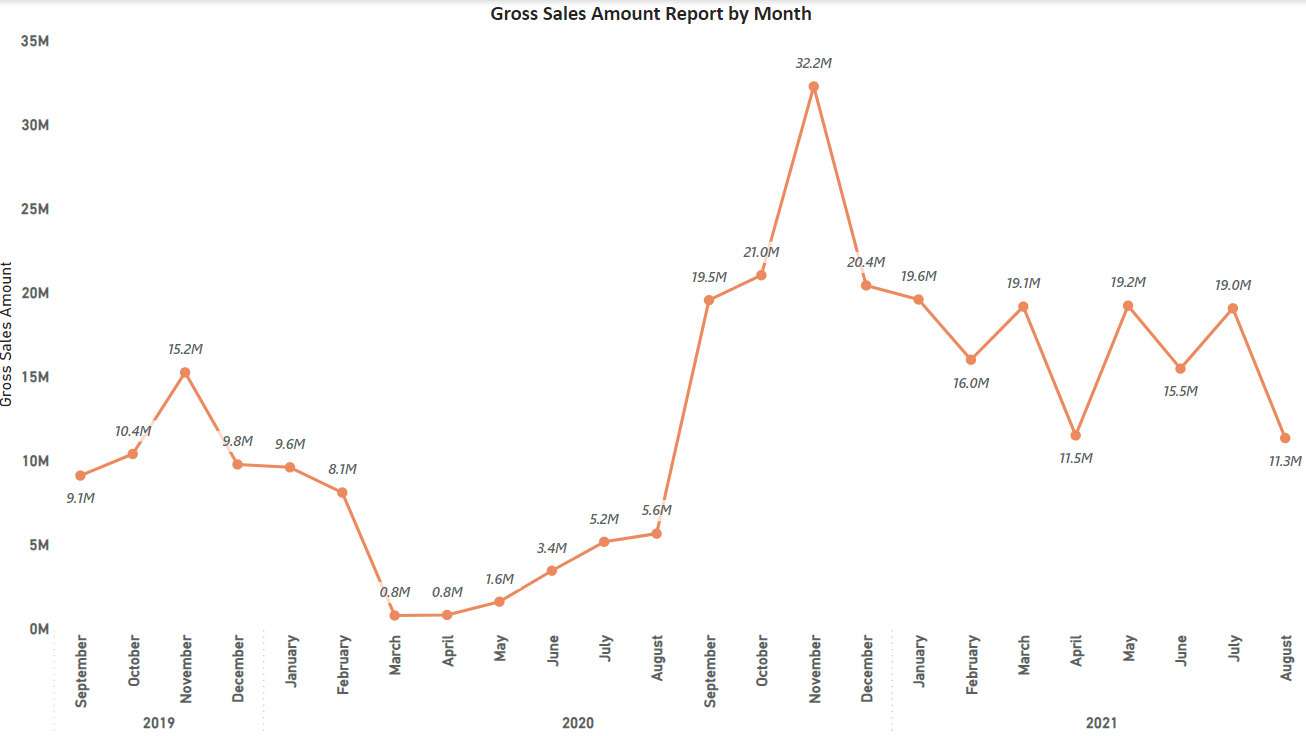 Gross Sales Amount Report by Month
Gross Sales Amount
35M
30M
25M
20M
15M
10M
5M
0M
9.1M
10.4M
15.2M
9.8M
9.6M
8.1M
0.8M
0.8M
1.6M
3.4M
5.2M
5.6M
19.5M
21.0M
32.2M
20.4M
19.6M
16.0M
19.1M
11.5M
19.2M
15.5M
19.0M
11.3M
September
October
November
December
January
February
March
April
May
June
July
August
September
October
November
December
January
February
March
April
May
June
July
August
2019
2020
2021